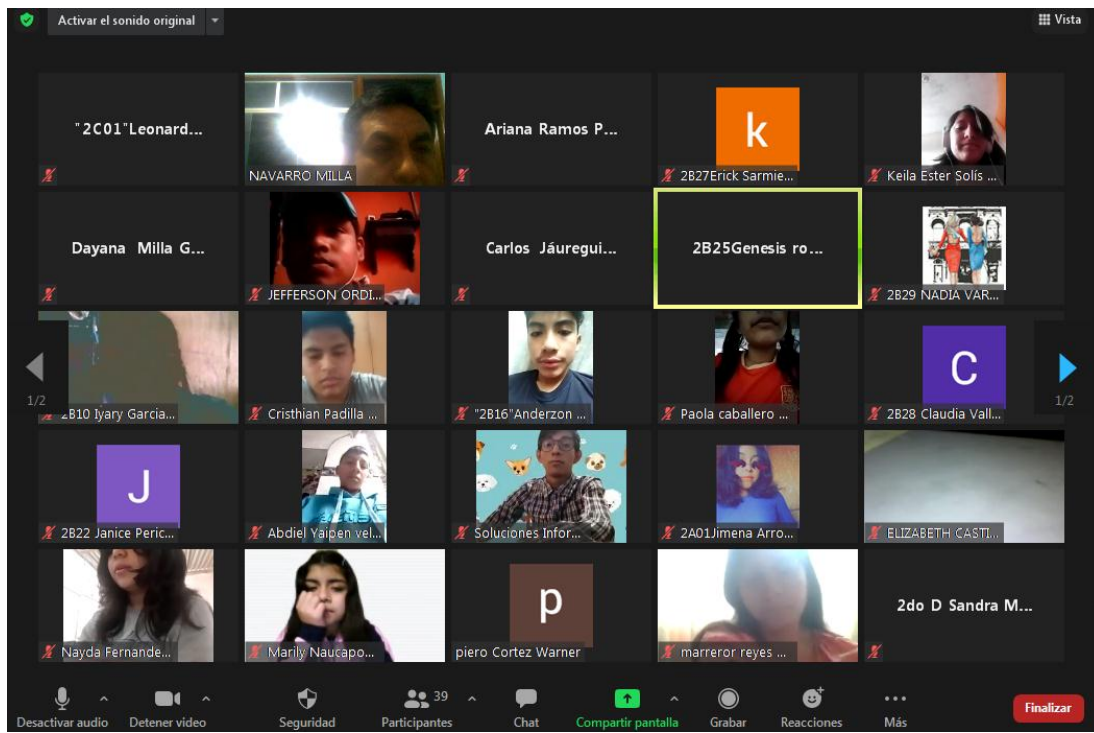 Activar el sonido original
Vista
"2C01"Leonard...
NAVARRO MILLA
Ariana Ramos P...
k
2B27Erick Sarmie...
Keila Ester Solís ...
Dayana Milla G...
JEFFERSON ORDI...
Carlos Jáuregui...
2B25Genesis ro...
2B29 NADIA VAR...
1/2
2B10 Iyary Garcia...
Cristhian Padilla ...
"2B16"Anderzon ...
Paola caballero ...
C
2B28 Claudia Vall...
1/2
J
2B22 Janice Peric...
Abdiel Yaipen vel...
Soluciones Infor...
2A01Jimena Arro...
ELIZABETH CASTI...
Nayda Fernande...
Marily Naucapo...
p
piero Cortez Warner
marreror reyes ...
2do D Sandra M...
Desactivar audio
Detener video
Seguridad
39
Participantes
Chat
Compartir pantalla
Grabar
Reacciones
Más
Finalizar